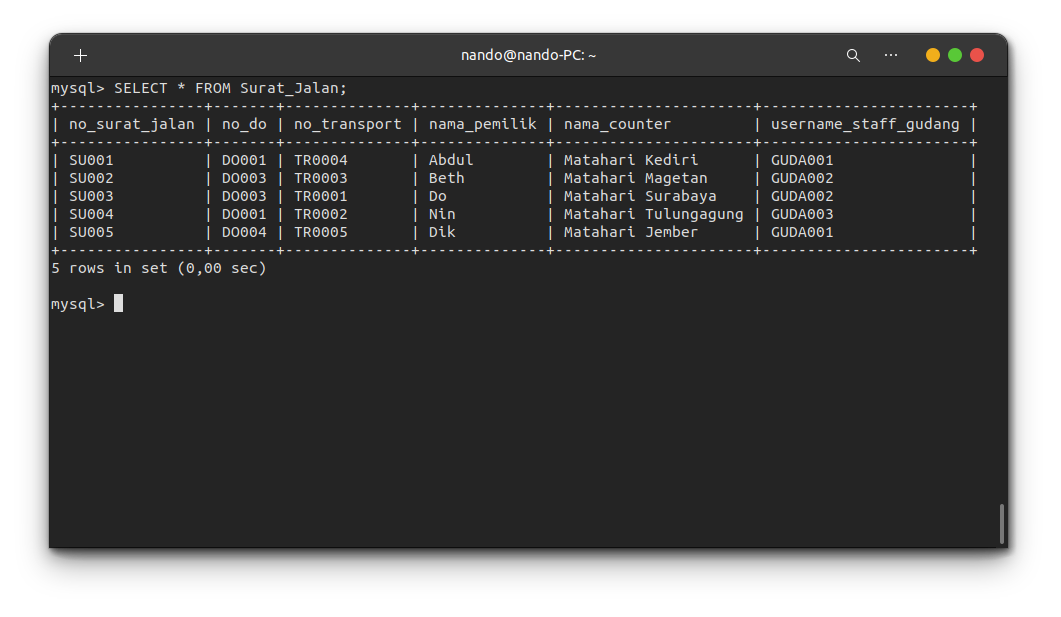 nando@nando-PC: ~
mysql> SELECT * FROM Surat_Jalan;
+----------------+-------+--------------+--------------+----------------------+-----------------------+
| no_surat_jalan | no_do | no_transport | nama_pemilik | nama_counter         | username_staff_gudang |
+----------------+-------+--------------+--------------+----------------------+-----------------------+
| SU001          | DO001 | TR0004       | Abdul        | Matahari Kediri      | GUDA001               |
| SU002          | DO003 | TR0003       | Beth         | Matahari Magetan     | GUDA002               |
| SU003          | DO003 | TR0001       | Do           | Matahari Surabaya    | GUDA002               |
| SU004          | DO001 | TR0002       | Nin          | Matahari Tulungagung | GUDA003               |
| SU005          | DO004 | TR0005       | Dik          | Matahari Jember      | GUDA001               |
+----------------+-------+--------------+--------------+----------------------+-----------------------+
5 rows in set (0,00 sec)
mysql>